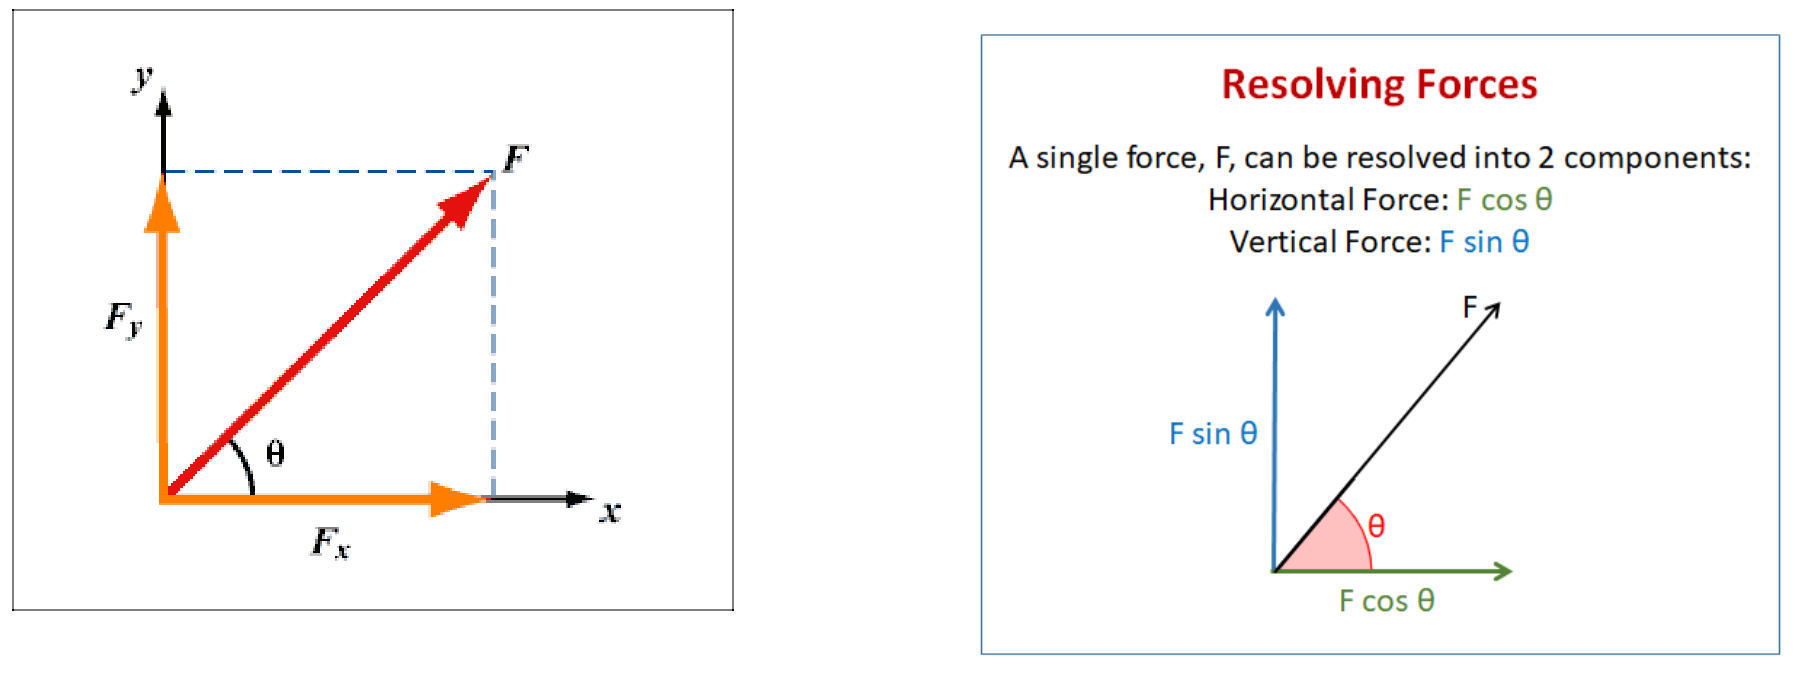 y
F
Fy
θ
x
Fx
Resolving Forces
A single force, F, can be resolved into 2 components:
Horizontal Force: F cos θ
Vertical Force: F sin θ
F
F sin θ
θ
F cos θ